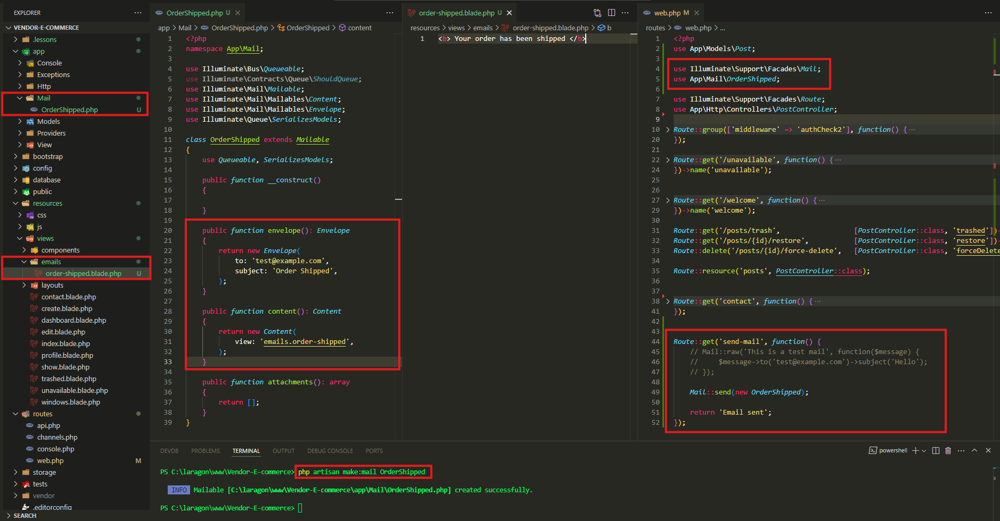 EXPLORER
VENDOR-E-COMMERCE
.lessons
app
Console
Exceptions
Http
Mail
OrderShipped.php U
Models
Providers
View
bootstrap
config
database
public
resources
css
js
views
components
emails
order-shipped.blade.php U
layouts
contact.blade.php
create.blade.php
dashboard.blade.php
edit.blade.php
index.blade.php
profile.blade.php
show.blade.php
trashed.blade.php
unavailable.blade.php
windows.blade.php
routes
api.php
channels.php
console.php
web.php M
storage
tests
vendor
.editorconfig
SEARCH
OrderShipped.php U
app > Mail > OrderShipped.php > OrderShipped > content
1 <?php
2 namespace App\Mail;
3
4 use Illuminate\Bus\Queueable;
5 use Illuminate\Contracts\Queue\ShouldQueue;
6 use Illuminate\Mail\Mailable;
7 use Illuminate\Mail\Mailables\Content;
8 use Illuminate\Mail\Mailables\Envelope;
9 use Illuminate\Queue\SerializesModels;
10
11 class OrderShipped extends Mailable
12 {
13 use Queueable, SerializesModels;
14
15 public function __construct()
16 {
17
18 }
19
20 public function envelope(): Envelope
21 {
22 return new Envelope(
23 to: 'test@example.com',
24 subject: 'Order Shipped',
25 );
26 }
27
28 public function content(): Content
29 {
30 return new Content(
31 view: 'emails.order-shipped',
32 );
33 }
34
35 public function attachments(): array
36 {
37 return [];
38 }
39 }
order-shipped.blade.php U
resources > views > emails > order-shipped.blade.php > b
1 <b> Your order has been shipped </b>
web.php M
routes > web.php > ...
1 <?php
2 use App\Models\Post;
3
4 use Illuminate\Support\Facades\Mail;
5 use App\Mail\OrderShipped;
6
7 use Illuminate\Support\Facades\Route;
8 use App\Http\Controllers\PostController;
9
10 Route::group(['middleware' => 'authCheck2'], function() { ···
20 });
21
22 Route::get('/unavailable', function() { ···
24 })->name('unavailable');
25
26
27 Route::get('/welcome', function() { ···
29 })->name('welcome');
30
31 Route::get('/posts/trash', [PostController::class, 'trashed'])-
32 Route::get('/posts/{id}/restore', [PostController::class, 'restore'])-
33 Route::delete('/posts/{id}/force-delete', [PostController::class, 'forceDelete
34
35 Route::resource('posts', PostController::class);
36
37
38 Route::get('contact', function() { ···
41 });
42
43
44 Route::get('send-mail', function() {
45 // Mail::raw('This is a test mail', function($message) {
46 // $message->to('test@example.com')->subject('Hello');
47 // });
48
49 Mail::send(new OrderShipped);
50
51 return 'Email sent';
52 });
DEVDB PROBLEMS TERMINAL OUTPUT DEBUG CONSOLE PORTS
powershell
PS C:\laragon\www\Vendor-E-commerce> php artisan make:mail OrderShipped
INFO Mailable [C:\laragon\www\Vendor-E-commerce\app\Mail\OrderShipped.php] created successfully.
PS C:\laragon\www\Vendor-E-commerce>